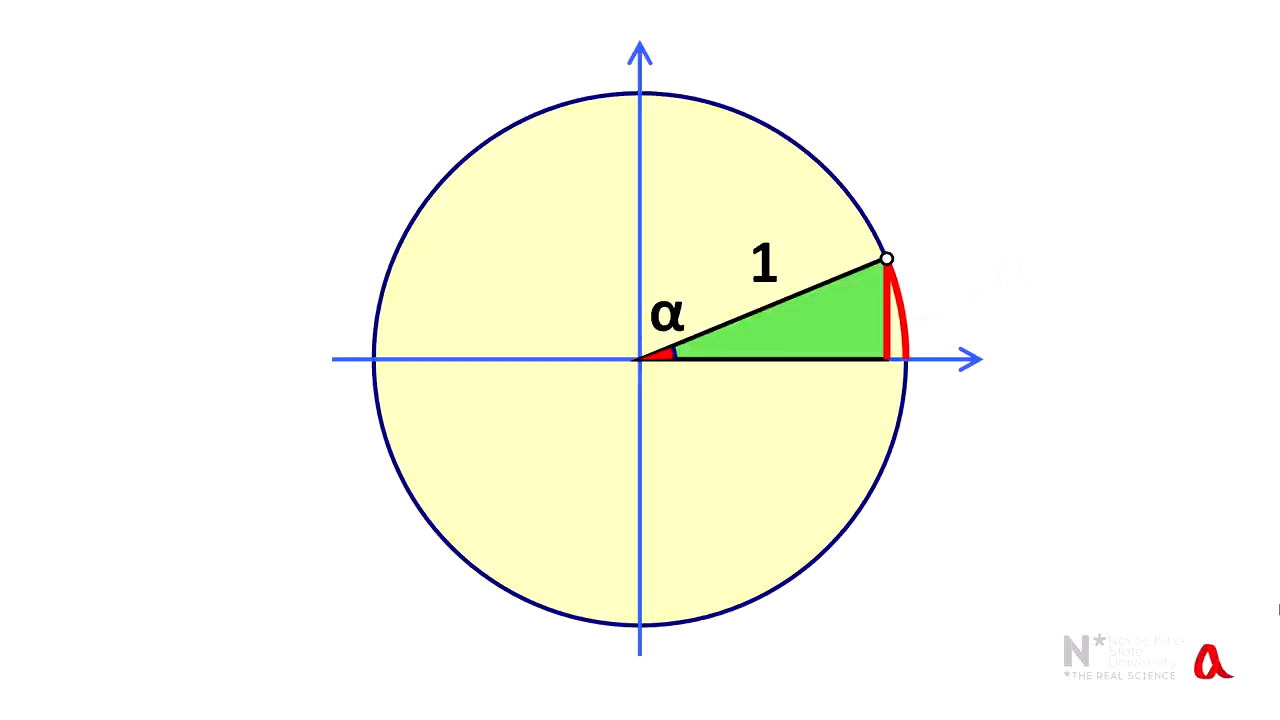 1
α
N* Novosibirsk
State
University
*THE REAL SCIENCE
a